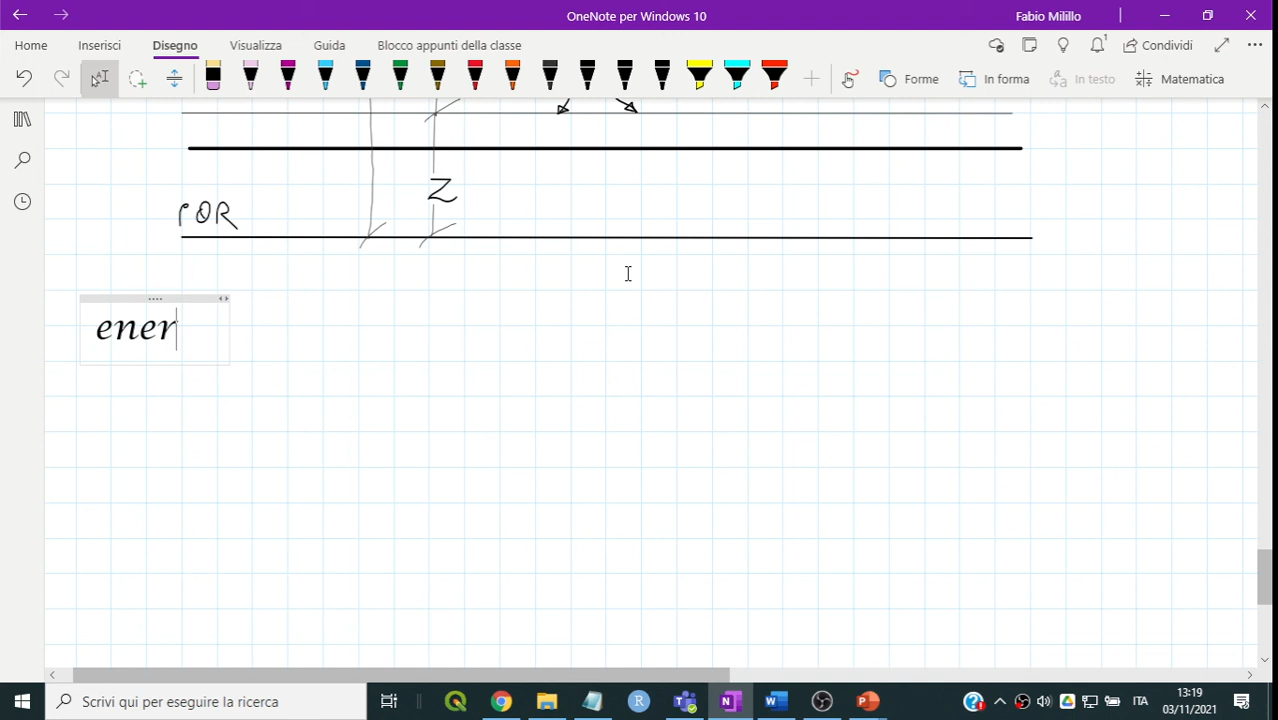 OneNote per Windows 10
Fabio Milillo
Home Inserisci Disegno Visualizza Guida Blocco appunti della classe
Condividi
Forme In forma In testo Matematica
z
POR
ener
Scrivi qui per eseguire la ricerca
ITA
13:19
03/11/2021